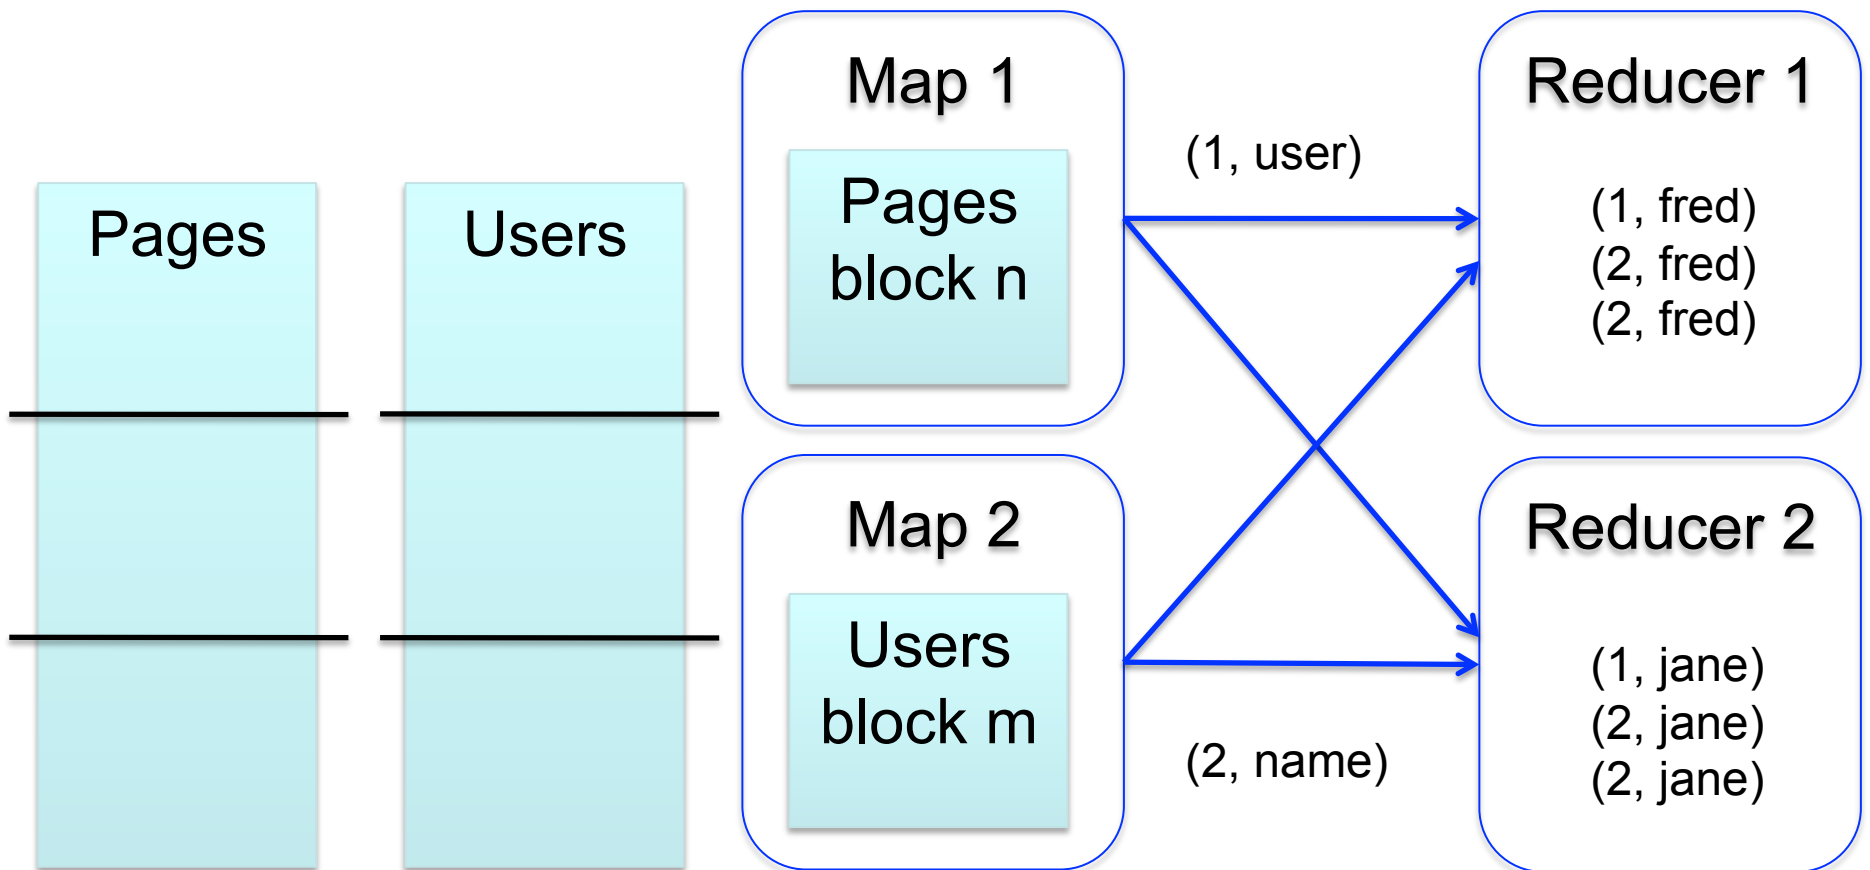 Pages
Users
Map 1
Pages
block n
Map 2
Users
block m
(1, user)
(2, name)
Reducer 1
(1, fred)
(2, fred)
(2, fred)
Reducer 2
(1, jane)
(2, jane)
(2, jane)